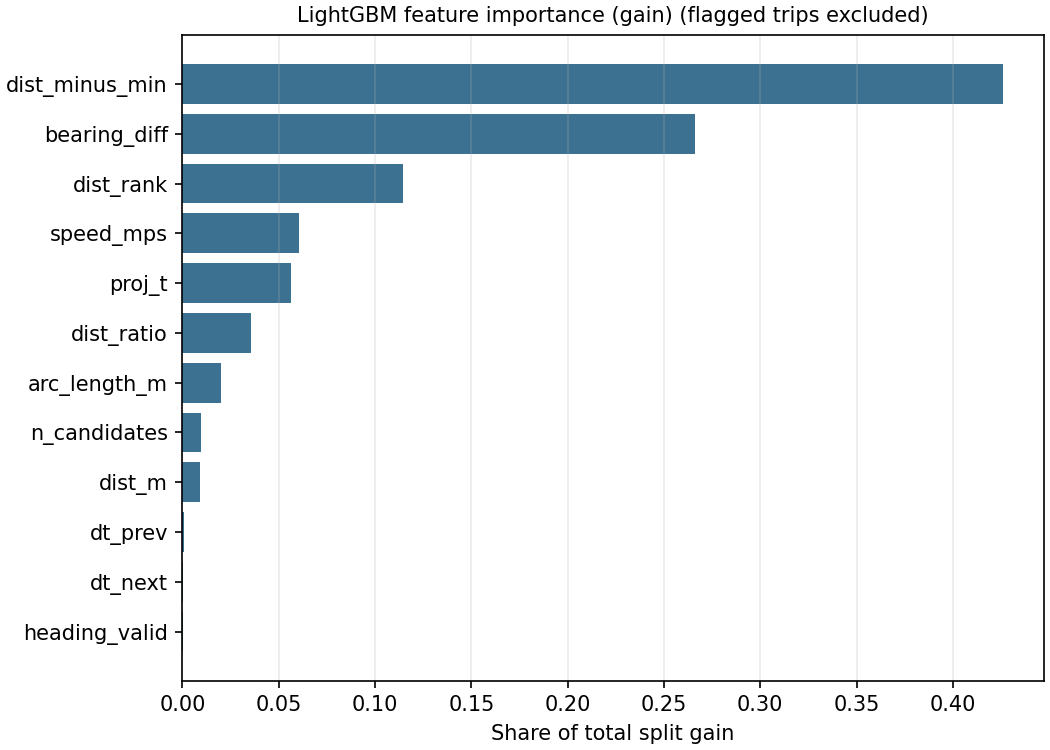 LightGBM feature importance (gain) (flagged trips excluded)
dist_minus_min
bearing_diff
dist_rank
speed_mps
proj_t
dist_ratio
arc_length_m
n_candidates
dist_m
dt_prev
dt_next
heading_valid
0.00 0.05 0.10 0.15 0.20 0.25 0.30 0.35 0.40
Share of total split gain